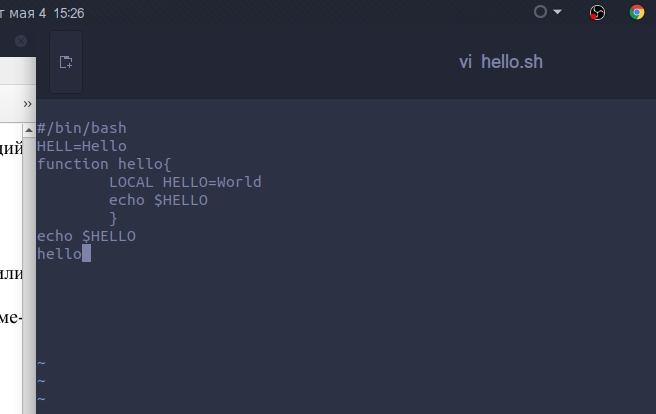 т мая 4 15:26
vi hello.sh
››
ций
или
ме-
#/bin/bash
HELL=Hello
function hello{
LOCAL HELLO=World
echo $HELLO
}
echo $HELLO
hello
~
~
~